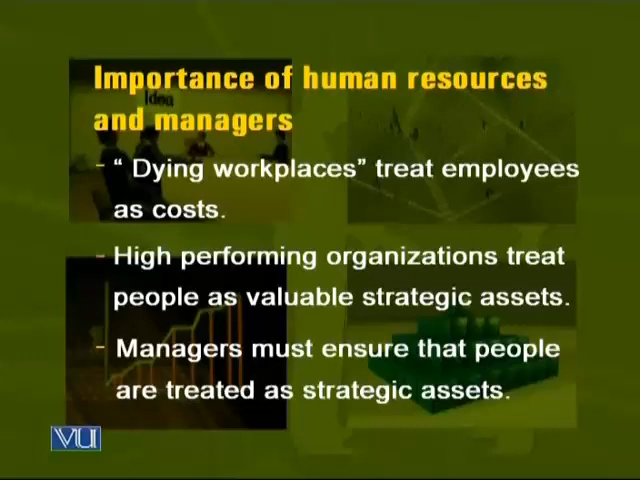 Importance of human resources
Idea
and managers
- “ Dying workplaces” treat employees
as costs.
- High performing organizations treat
people as valuable strategic assets.
- Managers must ensure that people
are treated as strategic assets.
VU